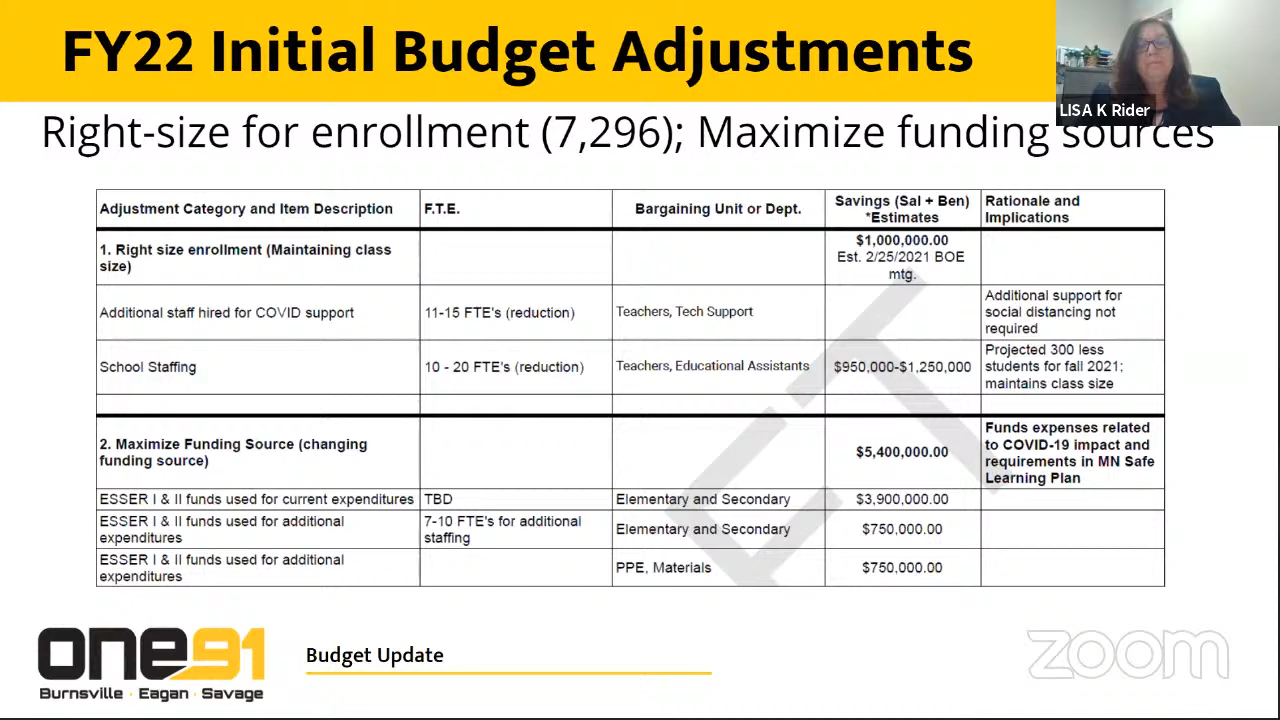 FY22 Initial Budget Adjustments
LISA K Rider
Right-size for enrollment (7,296); Maximize funding sources
Adjustment Category and Item Description
F.T.E.
Bargaining Unit or Dept.
Savings (Sal + Ben)
*Estimates
Rationale and
Implications
1. Right size enrollment (Maintaining class
size)
$1,000,000.00
Est. 2/25/2021 BOE
mtg.
Additional staff hired for COVID support
11-15 FTE's (reduction)
Teachers, Tech Support
Additional support for
social distancing not
required
School Staffing
10 - 20 FTE's (reduction)
Teachers, Educational Assistants
$950,000-$1,250,000
Projected 300 less
students for fall 2021;
maintains class size
2. Maximize Funding Source (changing
funding source)
$5,400,000.00
Funds expenses related
to COVID-19 impact and
requirements in MN Safe
Learning Plan
ESSER I & II funds used for current expenditures
TBD
Elementary and Secondary
$3,900,000.00
ESSER I & II funds used for additional
expenditures
7-10 FTE's for additional
staffing
Elementary and Secondary
$750,000.00
ESSER I & II funds used for additional
expenditures
PPE, Materials
$750,000.00
FT
one91
Burnsville · Eagan · Savage
Budget Update
zoom